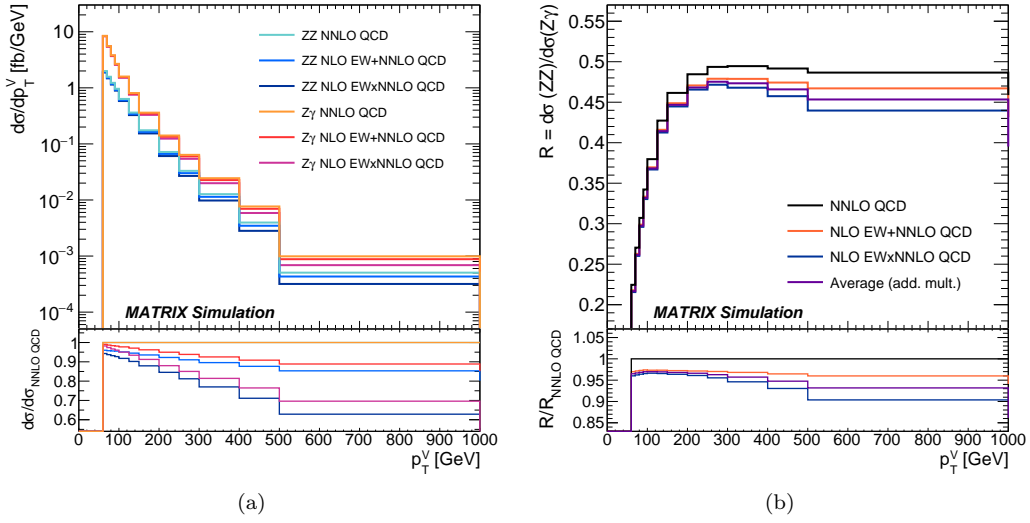 dσ/dp_T^V [fb/GeV]
10
1
10⁻¹
10⁻²
10⁻³
10⁻⁴
ZZ NNLO QCD
ZZ NLO EW+NNLO QCD
ZZ NLO EWxNNLO QCD
Zγ NNLO QCD
Zγ NLO EW+NNLO QCD
Zγ NLO EWxNNLO QCD
MATRIX Simulation
dσ/dσ_NNLO QCD
1
0.9
0.8
0.7
0.6
0 100 200 300 400 500 600 700 800 900 1000
p_T^V [GeV]
(a)
R = dσ(ZZ)/dσ(Zγ)
0.5
0.45
0.4
0.35
0.3
0.25
0.2
NNLO QCD
NLO EW+NNLO QCD
NLO EWxNNLO QCD
Average (add. mult.)
MATRIX Simulation
R/R_NNLO QCD
1.05
1
0.95
0.9
0.85
0 100 200 300 400 500 600 700 800 900 1000
p_T^V [GeV]
(b)